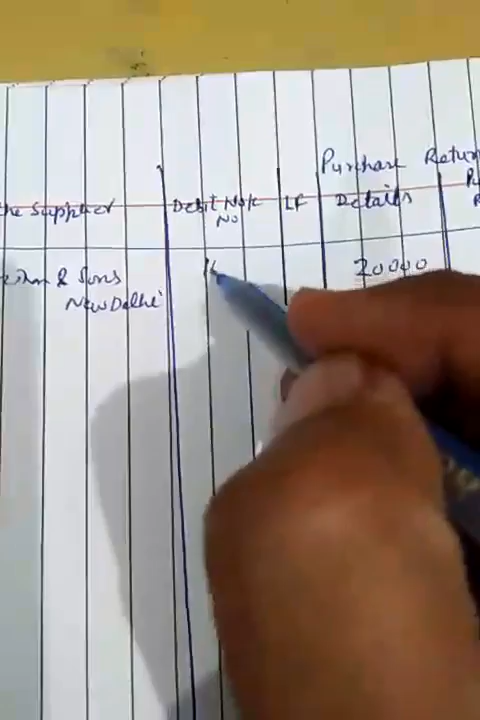 Purchase Return
the Supplier Debit Note LF Details
No
& Sons 20000
New Delhi